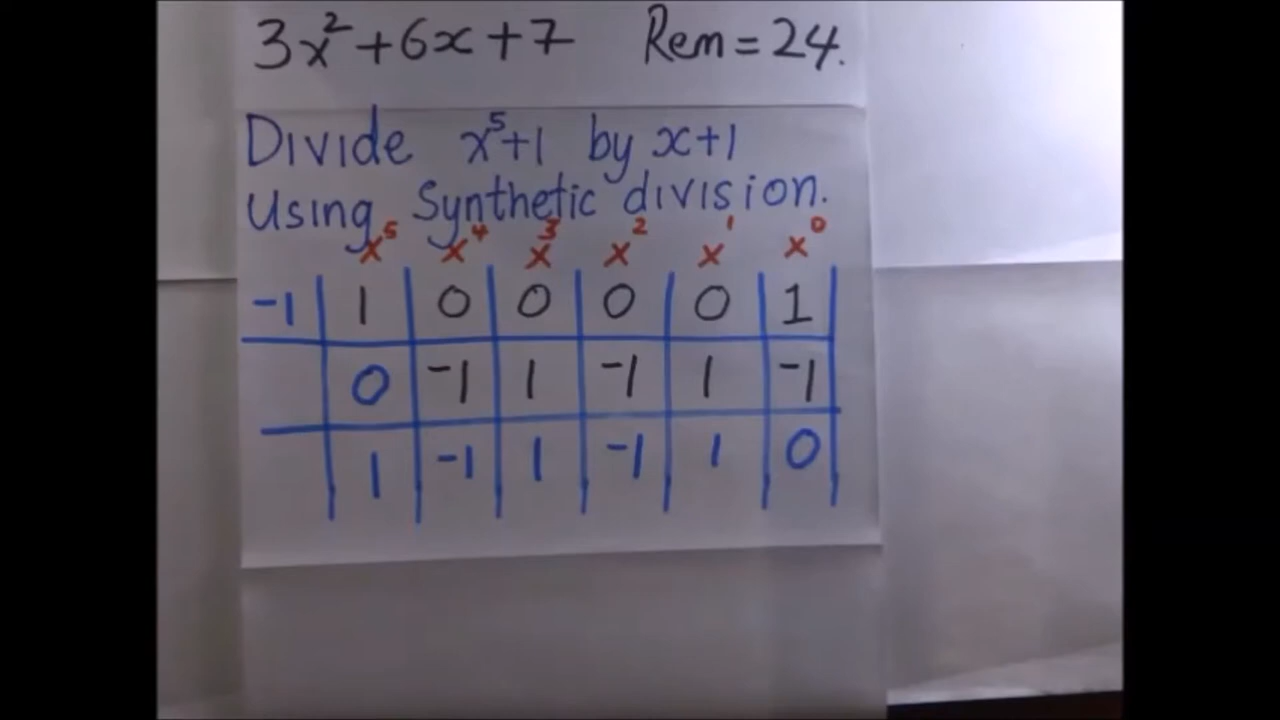 3x²+6x+7 Rem=24.
Divide x⁵+1 by x+1
Using Synthetic division.
x⁵ x⁴ x³ x² x¹ x⁰
-1 1 0 0 0 0 1
0 -1 1 -1 1 -1
1 -1 1 -1 1 0